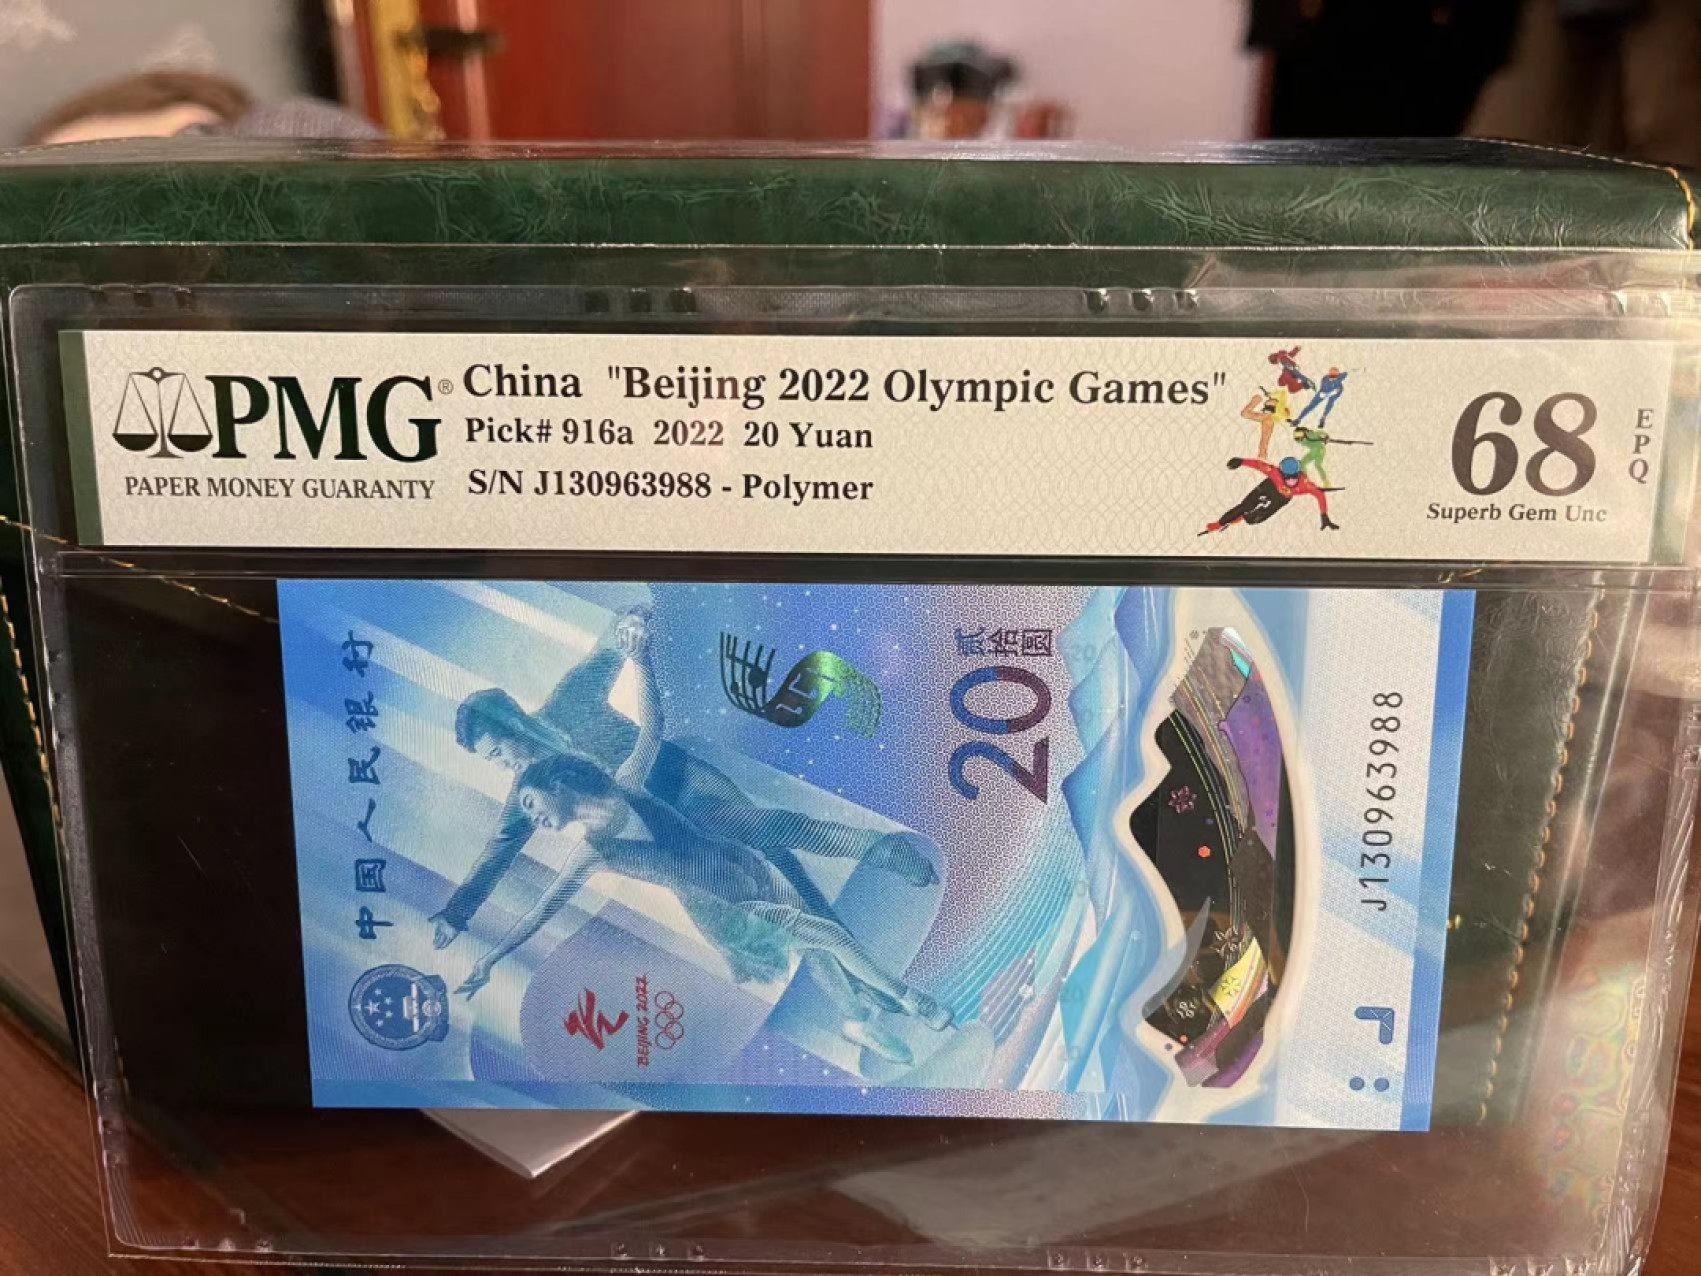 PMG®
PAPER MONEY GUARANTY
China "Beijing 2022 Olympic Games"
Pick# 916a 2022 20 Yuan
S/N J130963988 - Polymer
68
EPQ
Superb Gem Unc
中国人民银行
贰拾圆
20
BEIJING 2022
J130963988